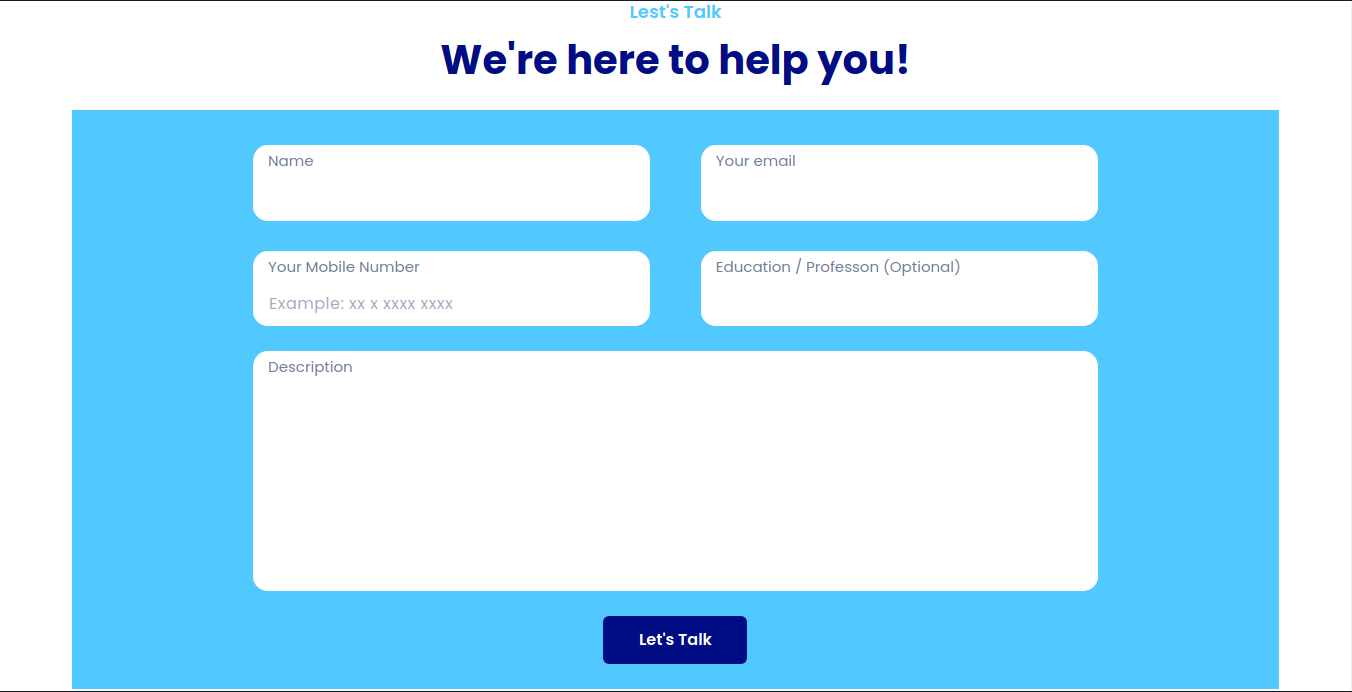 Lest's Talk
We're here to help you!
Name
Your email
Your Mobile Number
Education / Professon (Optional)
Example: xx x xxxx xxxx
Description
Let's Talk